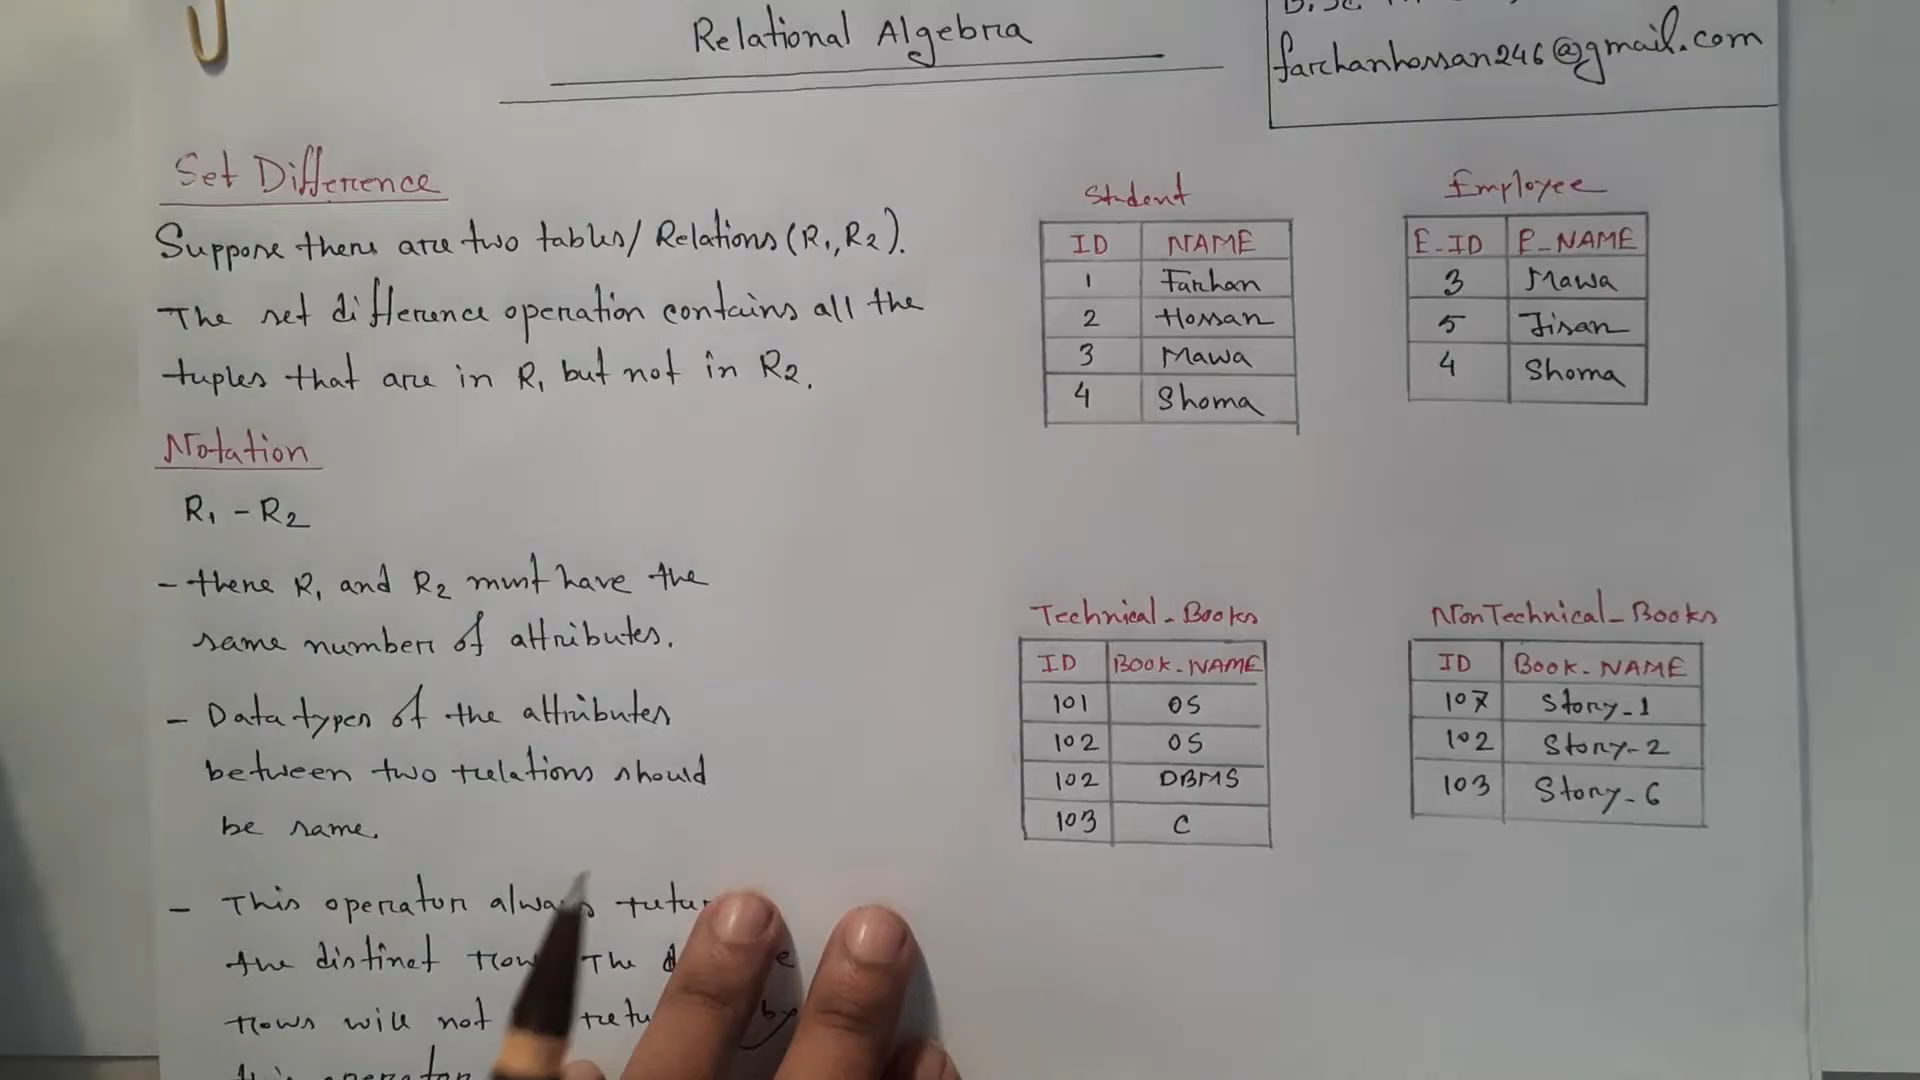 Relational Algebra
farhanhossan246@gmail.com
Set Difference
Suppose there are two tables/Relations (R1, R2).
The set difference operation contains all the
tuples that are in R1 but not in R2.
Notation
R1 - R2
- there R1 and R2 must have the
same number of attributes.
- Data types of the attributes
between two relations should
be same.
- This operator always
the distinct The
rows will not by
operator
Student
ID NAME
1 Farhan
2 Hossan
3 Mawa
4 Shoma
Employee
E_ID E_NAME
3 Mawa
5 Jisan
4 Shoma
Technical_Books
ID BOOK_NAME
101 OS
102 OS
102 DBMS
103 C
NonTechnical_Books
ID BOOK_NAME
107 Story_1
102 Story_2
103 Story_6